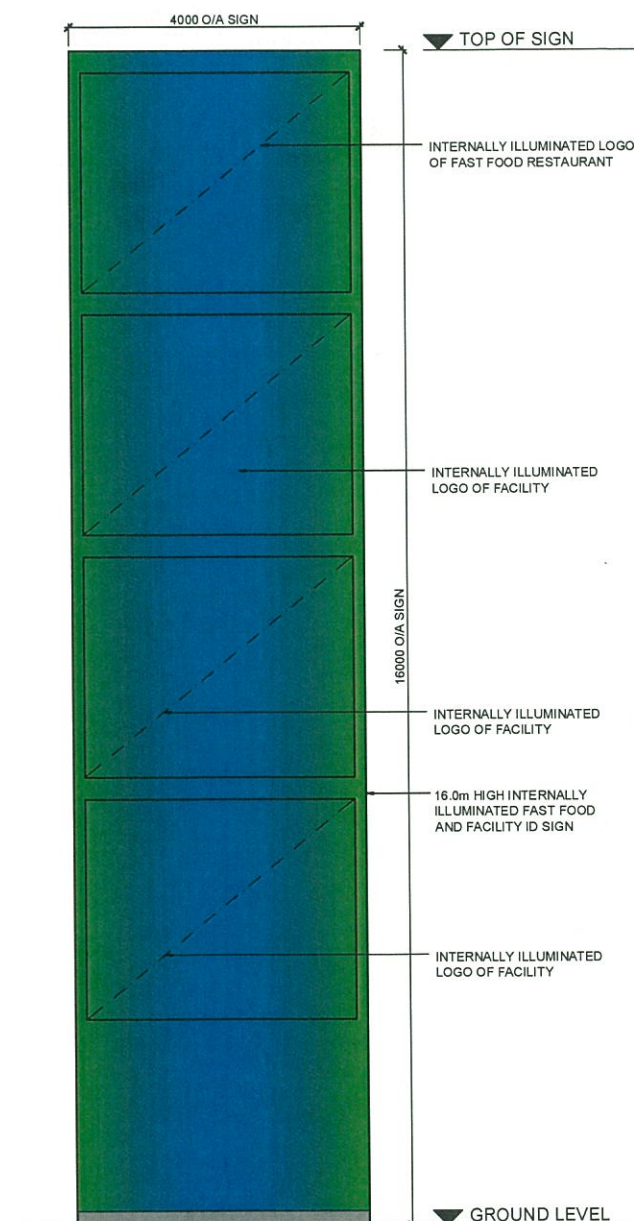 4000 O/A SIGN
TOP OF SIGN
INTERNALLY ILLUMINATED LOGO
OF FAST FOOD RESTAURANT
INTERNALLY ILLUMINATED
LOGO OF FACILITY
16000 O/A SIGN
INTERNALLY ILLUMINATED
LOGO OF FACILITY
16.0m HIGH INTERNALLY
ILLUMINATED FAST FOOD
AND FACILITY ID SIGN
INTERNALLY ILLUMINATED
LOGO OF FACILITY
GROUND LEVEL